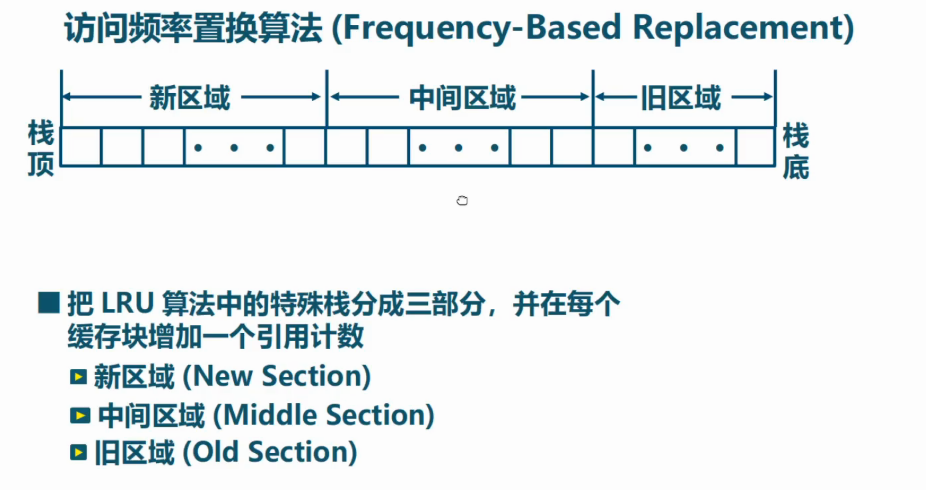 访问频率置换算法 (Frequency-Based Replacement)
新区域 中间区域 旧区域
栈顶 栈底
■ 把 LRU 算法中的特殊栈分成三部分，并在每个
缓存块增加一个引用计数
新区域 (New Section)
中间区域 (Middle Section)
旧区域 (Old Section)